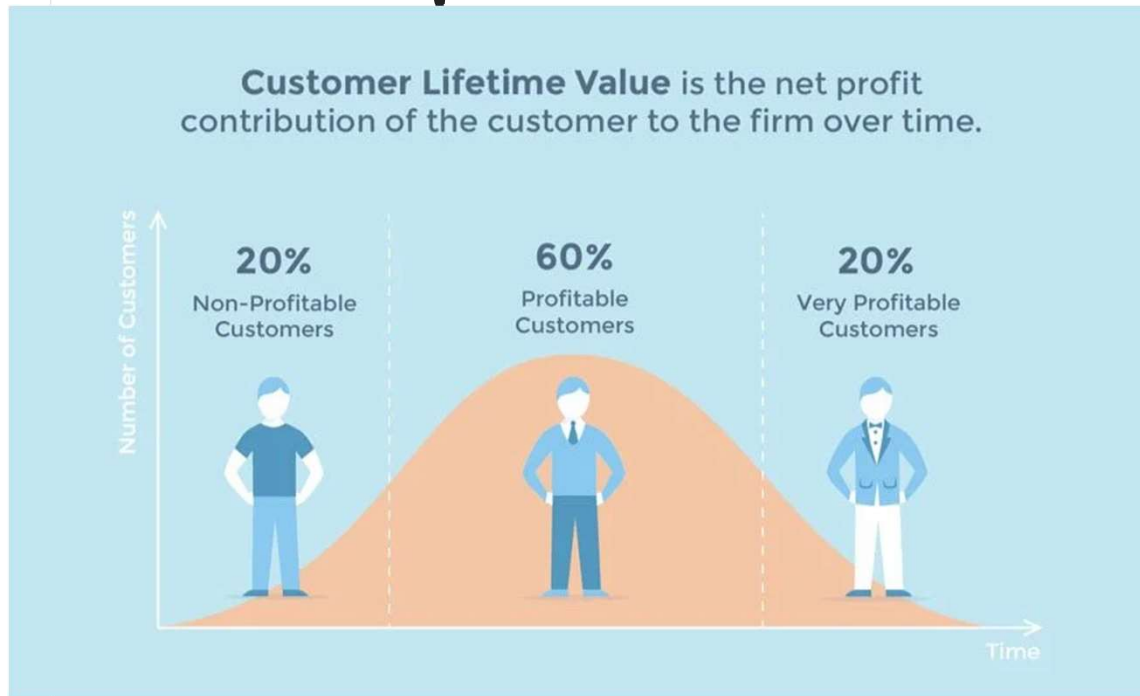 Customer Lifetime Value is the net profit
contribution of the customer to the firm over time.
Number of Customers
20%
Non-Profitable
Customers
60%
Profitable
Customers
20%
Very Profitable
Customers
Time